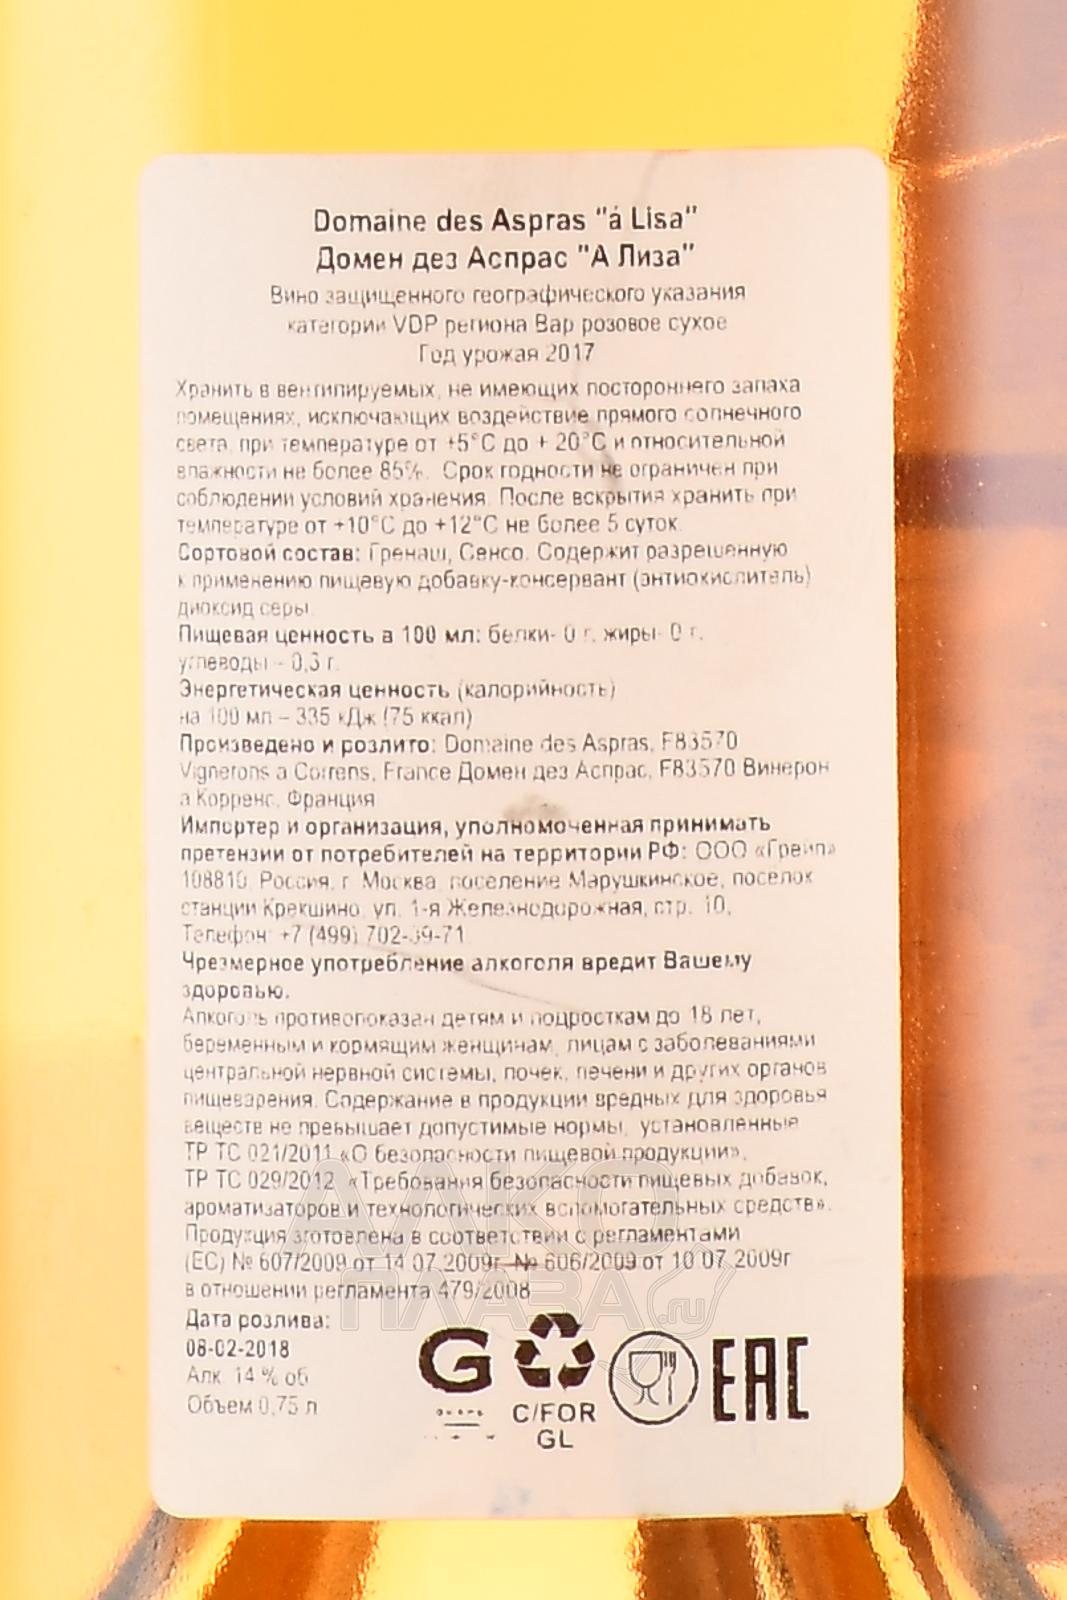 Domaine des Aspras "á Lisa"
Домен дез Аспрас "А Лиза"
Вино защищенного географического указания
категории VDP региона Вар розовое сухое
Год урожая 2017
Хранить в вентилируемых, не имеющих постороннего запаха
помещениях, исключающих воздействие прямого солнечного
света, при температуре от +5°C до + 20°C и относительной
влажности не более 85%. Срок годности не ограничен при
соблюдении условий хранения. После вскрытия хранить при
температуре от +10°C до +12°C не более 5 суток.
Сортовой состав: Гренаш, Сенсо. Содержит разрешенную
к применению пищевую добавку-консервант (антиокислитель)
диоксид серы.
Пищевая ценность в 100 мл: белки- 0 г. жиры- 0 г.
углеводы - 0,3 г.
Энергетическая ценность (калорийность)
на 100 мл – 335 кДж (75 ккал)
Произведено и розлито: Domaine des Aspras, F83570
Vignerons a Correns, France Домен дез Аспрас, F83570 Винерон
а Корренс, Франция
Импортер и организация, уполномоченная принимать
претензии от потребителей на территории РФ: ООО «Грейп»
108810, Россия, г. Москва, поселение Марушкинское, поселок
станции Крекшино, ул. 1-я Железнодорожная, стр. 10,
Телефон: +7 (499) 702-39-71
Чрезмерное употребление алкоголя вредит Вашему
здоровью.
Алкоголь противопоказан детям и подросткам до 18 лет,
беременным и кормящим женщинам, лицам с заболеваниями
центральной нервной системы, почек, печени и других органов
пищеварения. Содержание в продукции вредных для здоровья
веществ не превышает допустимые нормы, установленные
ТР ТС 021/2011 «О безопасности пищевой продукции»,
ТР ТС 029/2012 «Требования безопасности пищевых добавок,
ароматизаторов и технологических вспомогательных средств».
Продукция изготовлена в соответствии с регламентами
(ЕС) № 607/2009 от 14.07.2009г. № 606/2009 от 10.07.2009г
в отношении регламента 479/2008
Дата розлива:
08-02-2018
Алк. 14 % об
Объем 0,75 л
G
C/FOR
GL
EAC
АЛКО
ПЛАЗА.ru